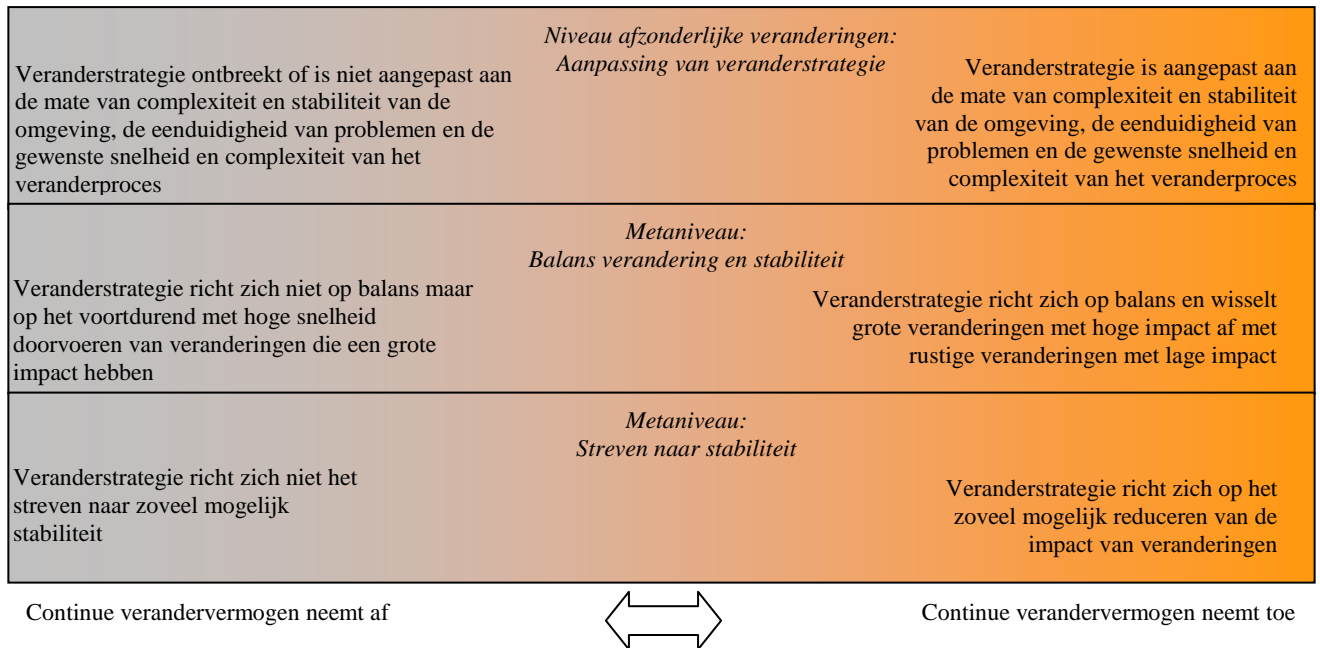 Niveau afzonderlijke veranderingen:
Aanpassing van veranderstrategie
Veranderstrategie ontbreekt of is niet aangepast aan
de mate van complexiteit en stabiliteit van de
omgeving, de eenduidigheid van problemen en de
gewenste snelheid en complexiteit van het
veranderproces
Veranderstrategie is aangepast aan
de mate van complexiteit en stabiliteit
van de omgeving, de eenduidigheid van
problemen en de gewenste snelheid en
complexiteit van het veranderproces
Metaniveau:
Balans verandering en stabiliteit
Veranderstrategie richt zich niet op balans maar
op het voortdurend met hoge snelheid
doorvoeren van veranderingen die een grote
impact hebben
Veranderstrategie richt zich op balans en wisselt
grote veranderingen met hoge impact af met
rustige veranderingen met lage impact
Metaniveau:
Streven naar stabiliteit
Veranderstrategie richt zich niet het
streven naar zoveel mogelijk
stabiliteit
Veranderstrategie richt zich op het
zoveel mogelijk reduceren van de
impact van veranderingen
Continue verandervermogen neemt af
Continue verandervermogen neemt toe